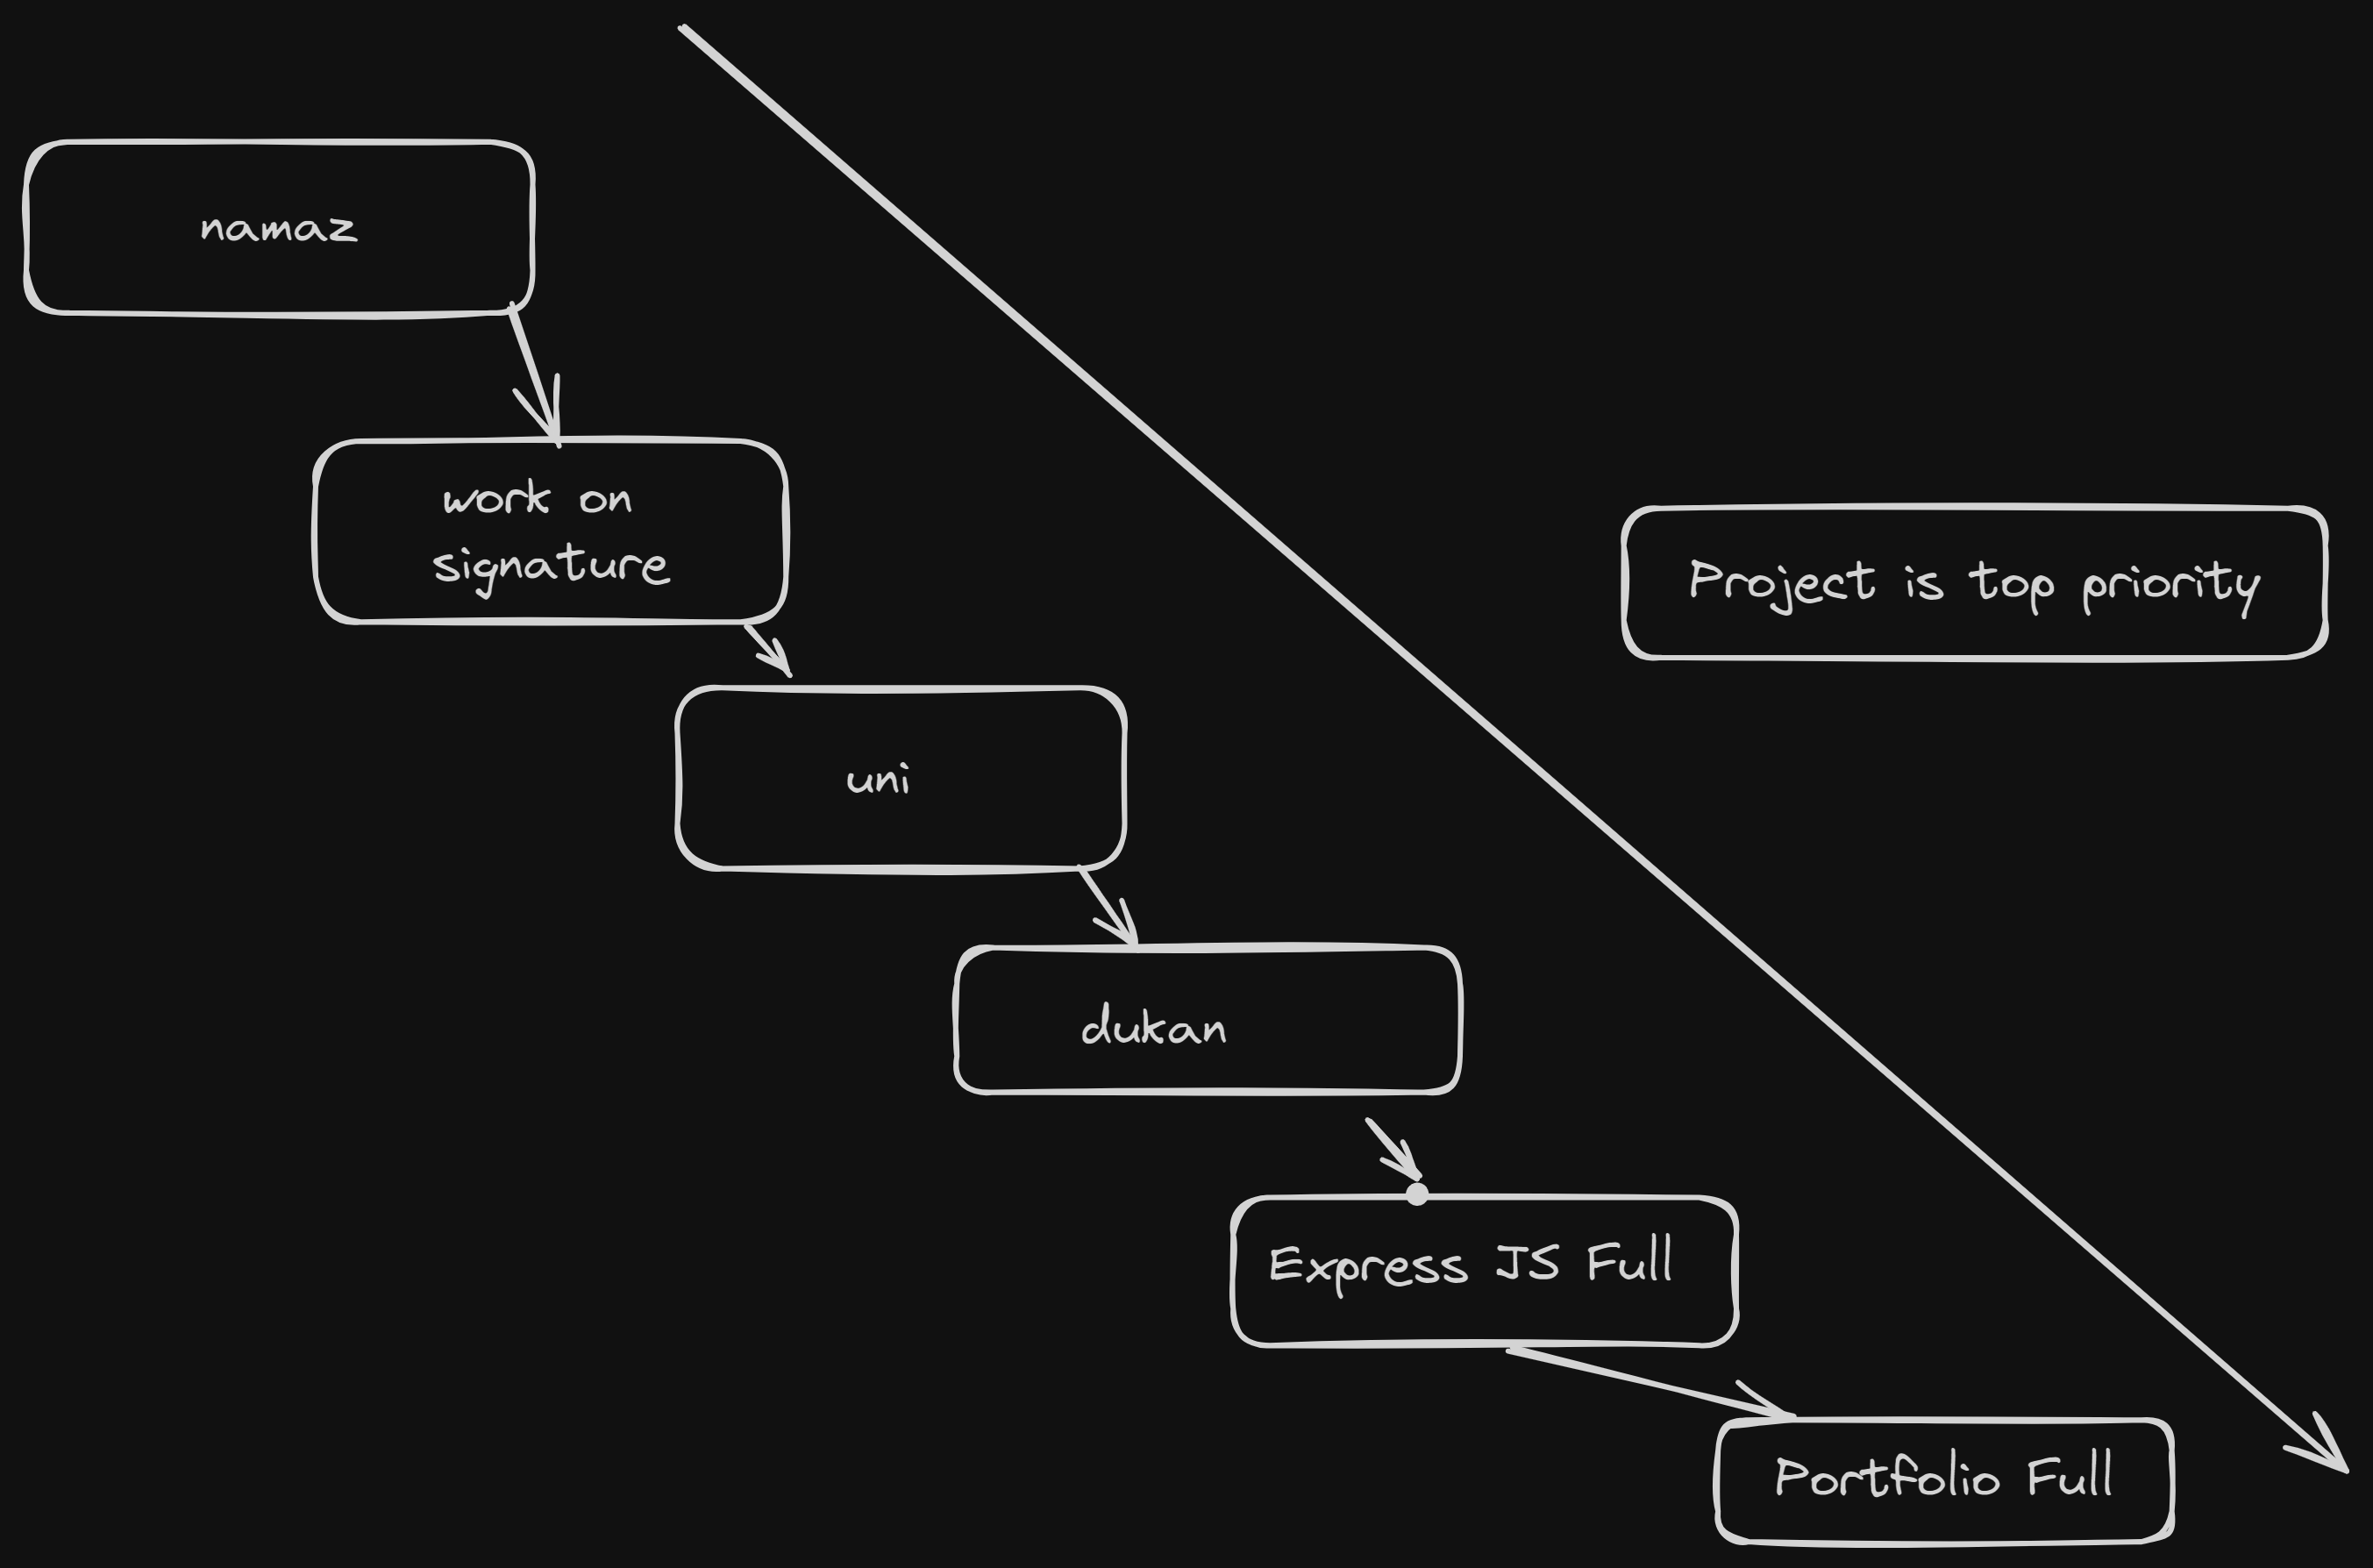 namaz
work on
signature
Project is top priority
uni
dukan
Express JS Full
Portfolio Full